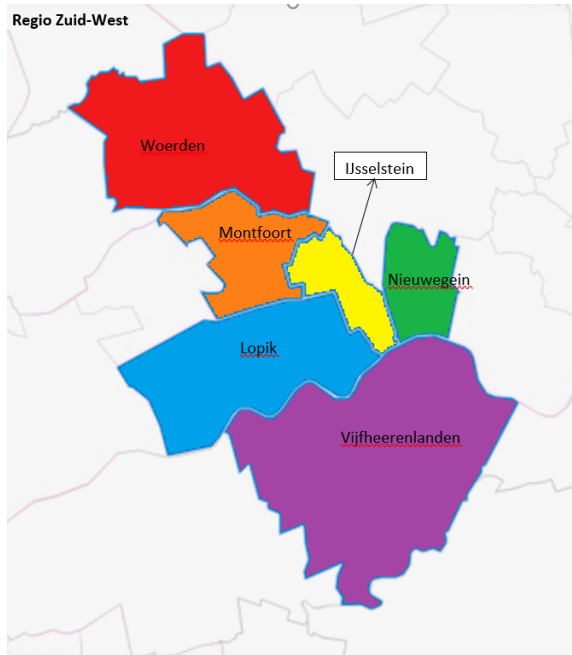 Regio Zuid-West
Woerden
IJsselstein
Montfoort
Nieuwegein
Lopik
Vijfheerenlanden